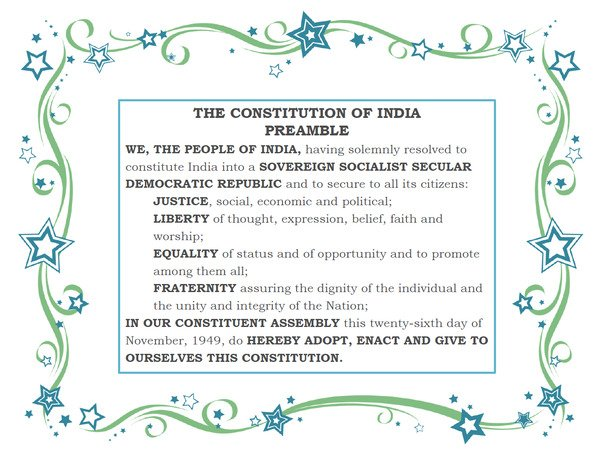 THE CONSTITUTION OF INDIA
PREAMBLE
WE, THE PEOPLE OF INDIA, having solemnly resolved to
constitute India into a SOVEREIGN SOCIALIST SECULAR
DEMOCRATIC REPUBLIC and to secure to all its citizens:
JUSTICE, social, economic and political;
LIBERTY of thought, expression, belief, faith and
worship;
EQUALITY of status and of opportunity and to promote
among them all;
FRATERNITY assuring the dignity of the individual and
the unity and integrity of the Nation;
IN OUR CONSTITUENT ASSEMBLY this twenty-sixth day of
November, 1949, do HEREBY ADOPT, ENACT AND GIVE TO
OURSELVES THIS CONSTITUTION.